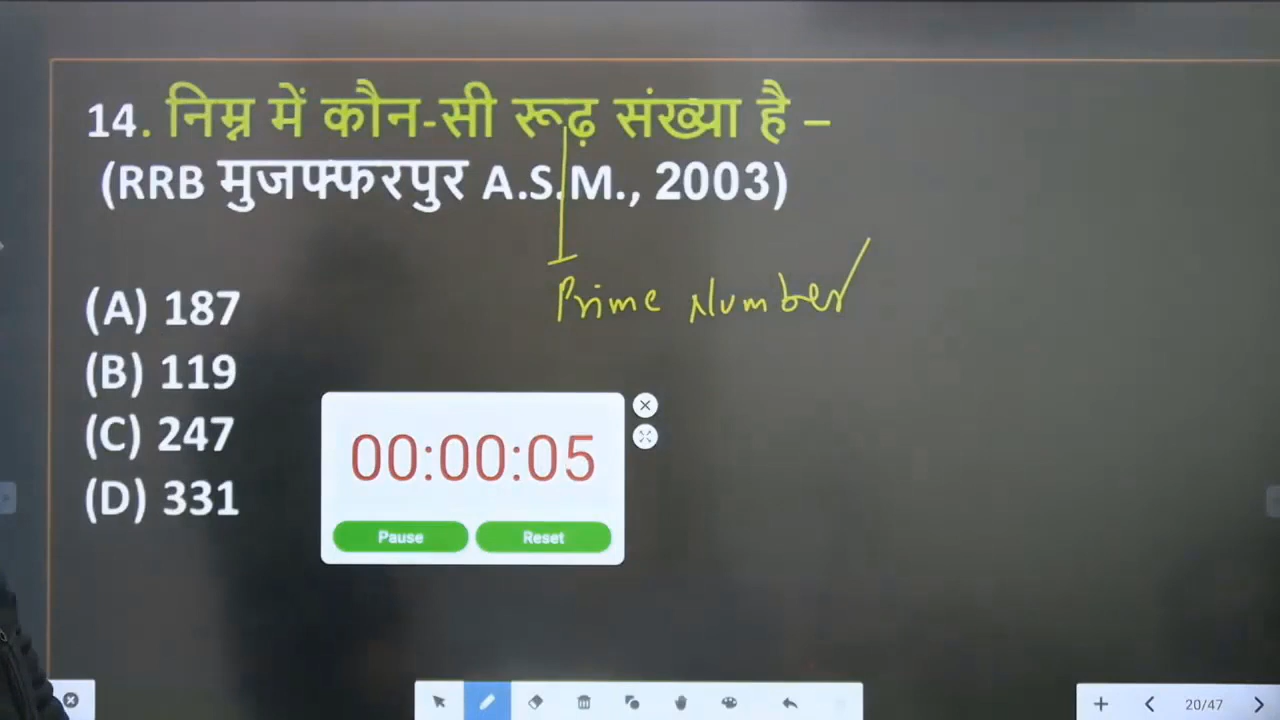 14. निम्न में कौन-सी रूढ़ संख्या है –
(RRB मुजफ्फरपुर A.S.M., 2003)
Prime Number
(A) 187
(B) 119
(C) 247
(D) 331
00:00:05
Pause
Reset
20/47